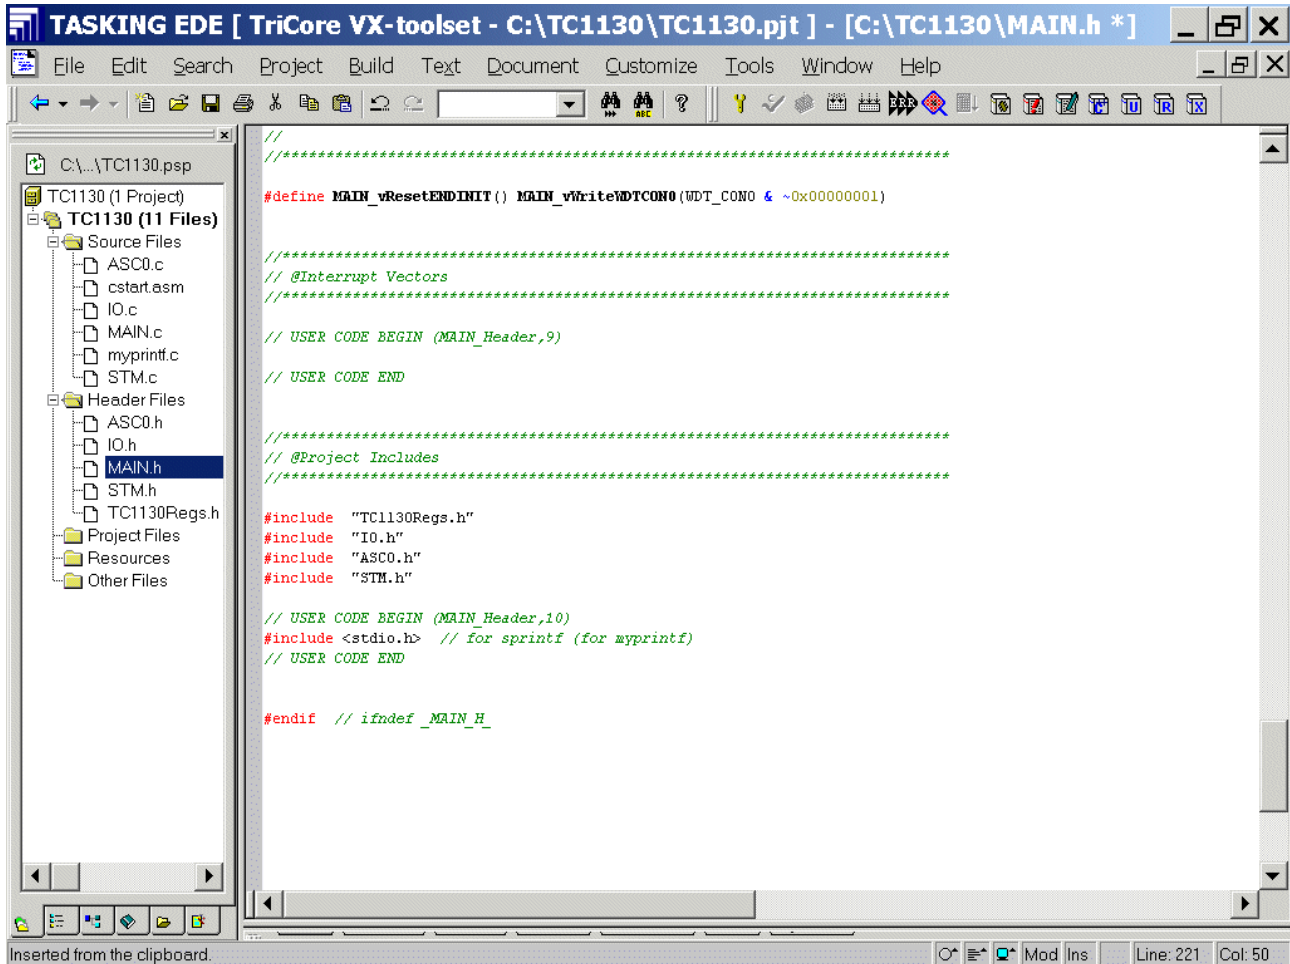 TASKING EDE [ TriCore VX-toolset - C:\TC1130\TC1130.pjt ] - [C:\TC1130\MAIN.h *]
File Edit Search Project Build Text Document Customize Tools Window Help
C:\...\TC1130.psp
TC1130 (1 Project)
TC1130 (11 Files)
Source Files
ASC0.c
cstart.asm
IO.c
MAIN.c
myprintf.c
STM.c
Header Files
ASC0.h
IO.h
MAIN.h
STM.h
TC1130Regs.h
Project Files
Resources
Other Files
//
//****************************************************************************
#define MAIN_vResetENDINIT() MAIN_vWriteWDTCON0(WDT_CON0 & ~0x00000001)
//****************************************************************************
// @Interrupt Vectors
//****************************************************************************
// USER CODE BEGIN (MAIN_Header,9)
// USER CODE END
//****************************************************************************
// @Project Includes
//****************************************************************************
#include "TC1130Regs.h"
#include "IO.h"
#include "ASC0.h"
#include "STM.h"
// USER CODE BEGIN (MAIN_Header,10)
#include <stdio.h> // for sprintf (for myprintf)
// USER CODE END
#endif // ifndef _MAIN_H_
Inserted from the clipboard. Mod Ins Line: 221 Col: 50